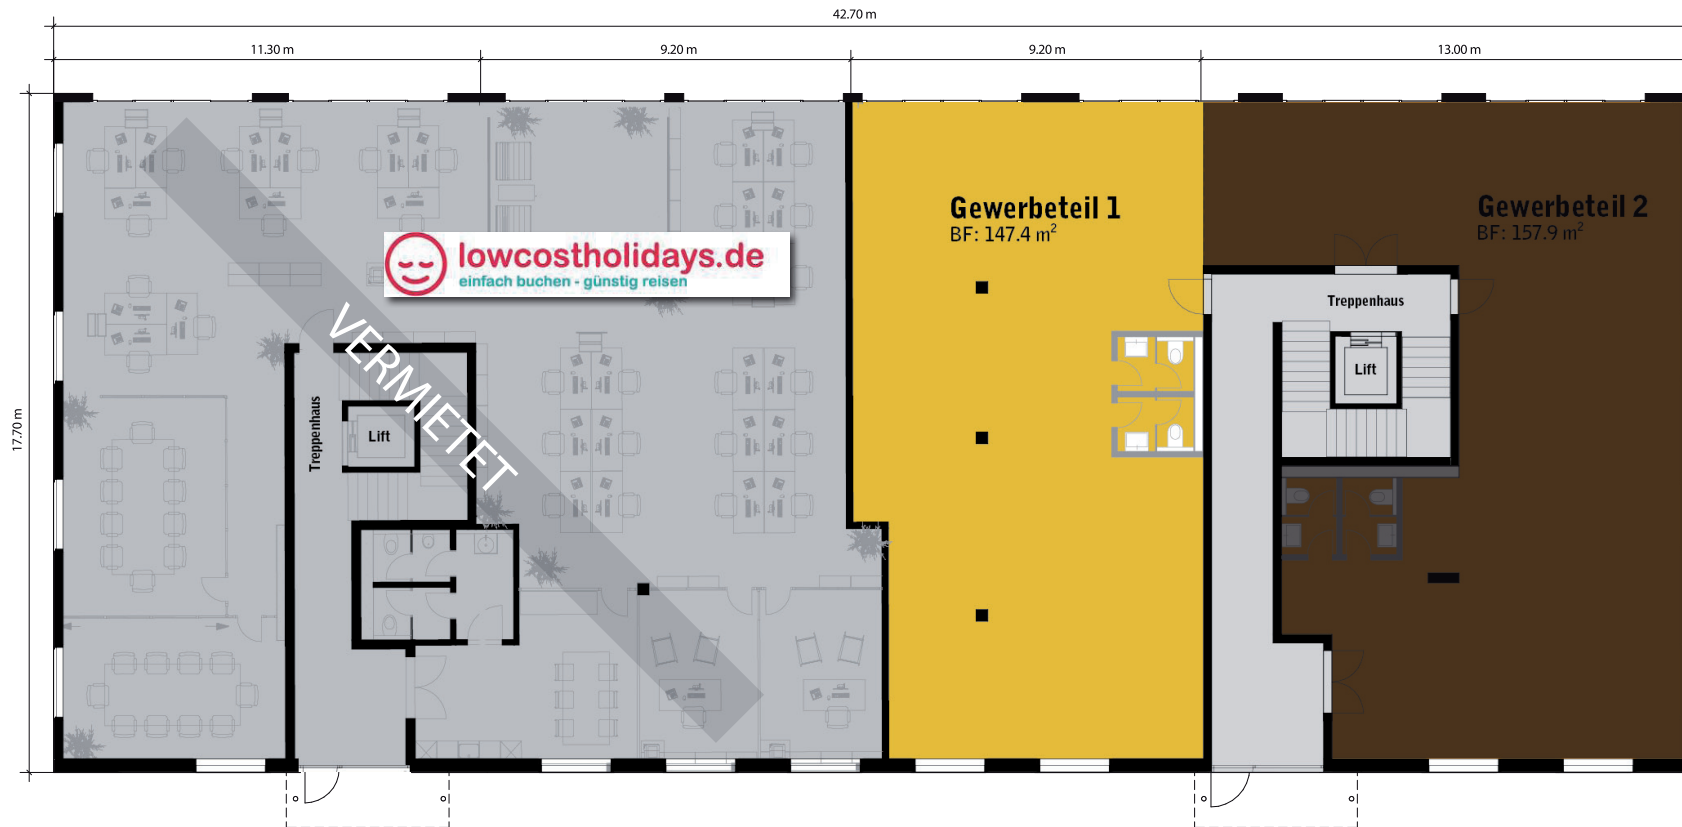 42.70 m
11.30 m
9.20 m
9.20 m
13.00 m
17.70 m
Gewerbeteil 1
BF: 147.4 m²
Gewerbeteil 2
BF: 157.9 m²
lowcostholidays.de
einfach buchen - günstig reisen
VERMIETET
Treppenhaus
Lift
Treppenhaus
Lift